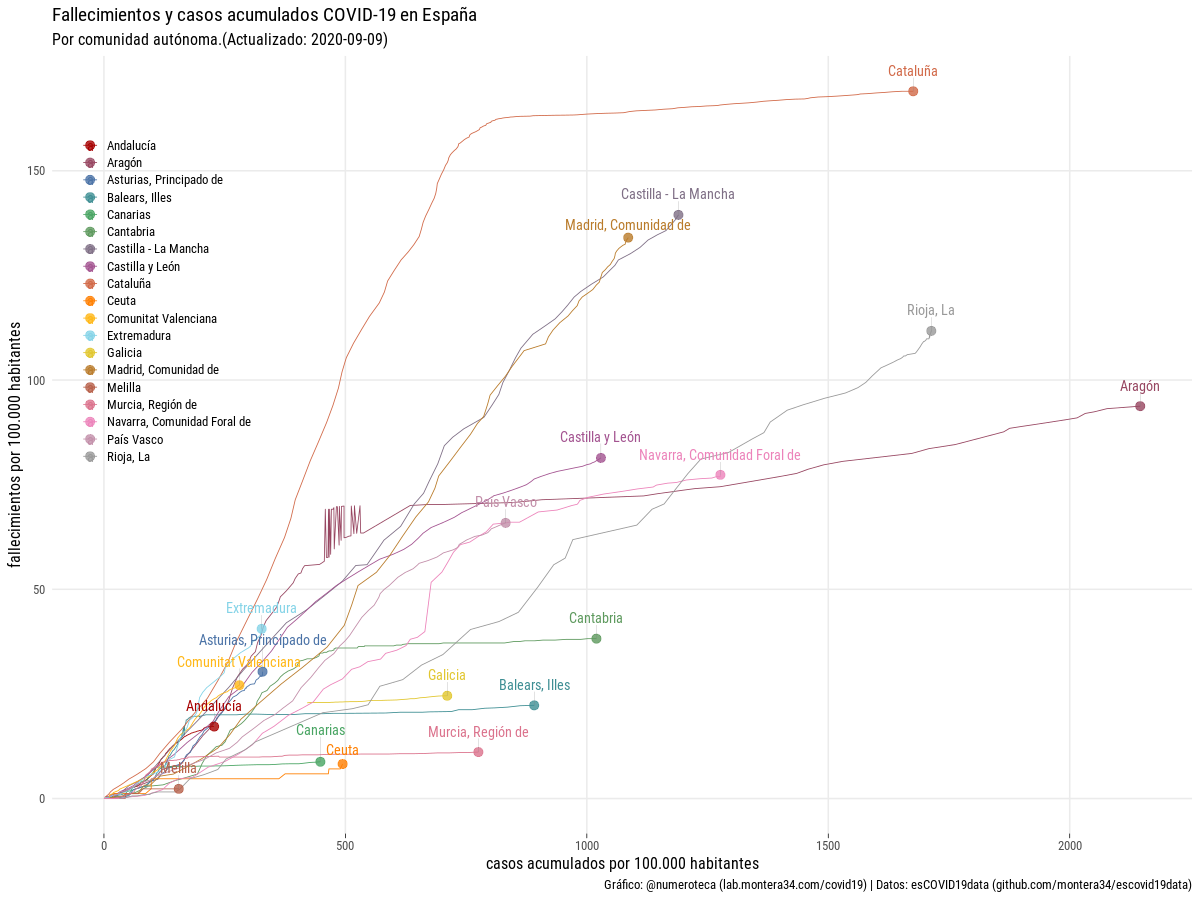 Fallecimientos y casos acumulados COVID-19 en España
Por comunidad autónoma.(Actualizado: 2020-09-09)
Cataluña
Andalucía
Aragón
Asturias, Principado de
Balears, Illes
Canarias
Cantabria
Castilla - La Mancha
Castilla y León
Cataluña
Ceuta
Comunitat Valenciana
Extremadura
Galicia
Madrid, Comunidad de
Melilla
Murcia, Región de
Navarra, Comunidad Foral de
País Vasco
Rioja, La
Castilla - La Mancha
Madrid, Comunidad de
Rioja, La
Aragón
Castilla y León
Navarra, Comunidad Foral de
País Vasco
Extremadura
Cantabria
Asturias, Principado de
Comunitat Valenciana
Galicia
Balears, Illes
Andalucía
Canarias
Murcia, Región de
Ceuta
Melilla
150
100
50
0
fallecimientos por 100.000 habitantes
0 500 1000 1500 2000
casos acumulados por 100.000 habitantes
Gráfico: @numeroteca (lab.montera34.com/covid19) | Datos: esCOVID19data (github.com/montera34/escovid19data)